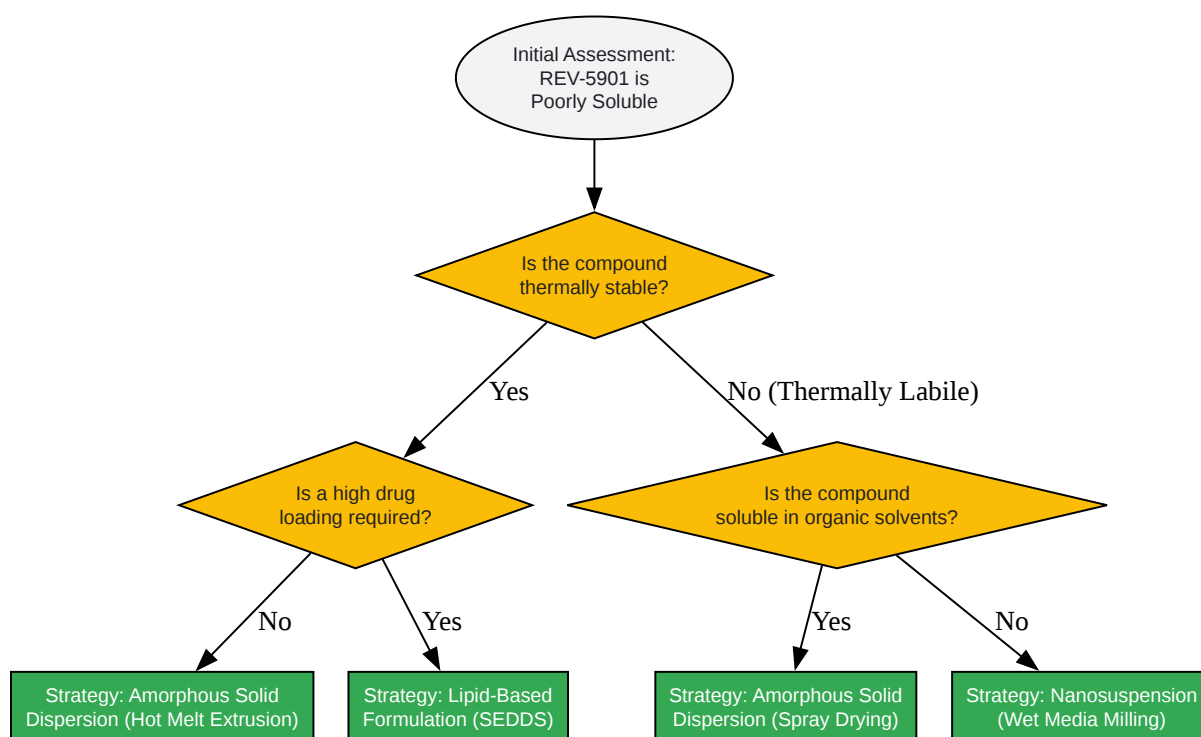 Initial Assessment:
REV-5901 is
Poorly Soluble
Is the compound
thermally stable?
Yes
No (Thermally Labile)
Is a high drug
loading required?
Is the compound
soluble in organic solvents?
No
Yes
Yes
No
Strategy: Amorphous Solid
Dispersion (Hot Melt Extrusion)
Strategy: Lipid-Based
Formulation (SEDDS)
Strategy: Amorphous Solid
Dispersion (Spray Drying)
Strategy: Nanosuspension
(Wet Media Milling)